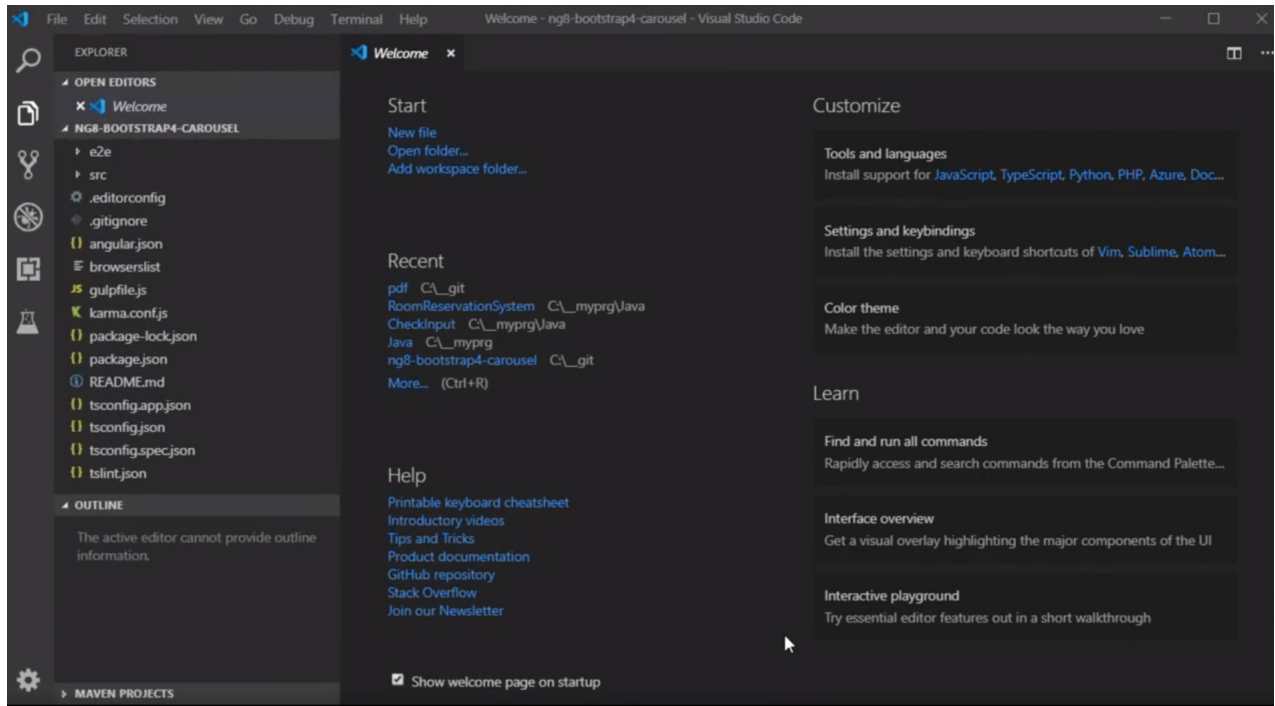 File Edit Selection View Go Debug Terminal Help
Welcome - ng8-bootstrap4-carousel - Visual Studio Code
EXPLORER
OPEN EDITORS
Welcome
NG8-BOOTSTRAP4-CAROUSEL
e2e
src
.editorconfig
.gitignore
{} angular.json
browserslist
JS gulpfile.js
K karma.conf.js
{} package-lock.json
{} package.json
README.md
{} tsconfig.app.json
{} tsconfig.json
{} tsconfig.spec.json
{} tslint.json
OUTLINE
The active editor cannot provide outline
information.
MAVEN PROJECTS
Welcome
Start
New file
Open folder...
Add workspace folder...
Recent
pdf C:\__git
RoomReservationSystem C:\__myprg\Java
CheckInput C:\__myprg\Java
Java C:\__myprg
ng8-bootstrap4-carousel C:\__git
More... (Ctrl+R)
Help
Printable keyboard cheatsheet
Introductory videos
Tips and Tricks
Product documentation
GitHub repository
Stack Overflow
Join our Newsletter
Show welcome page on startup
Customize
Tools and languages
Install support for JavaScript, TypeScript, Python, PHP, Azure, Doc...
Settings and keybindings
Install the settings and keyboard shortcuts of Vim, Sublime, Atom...
Color theme
Make the editor and your code look the way you love
Learn
Find and run all commands
Rapidly access and search commands from the Command Palette...
Interface overview
Get a visual overlay highlighting the major components of the UI
Interactive playground
Try essential editor features out in a short walkthrough